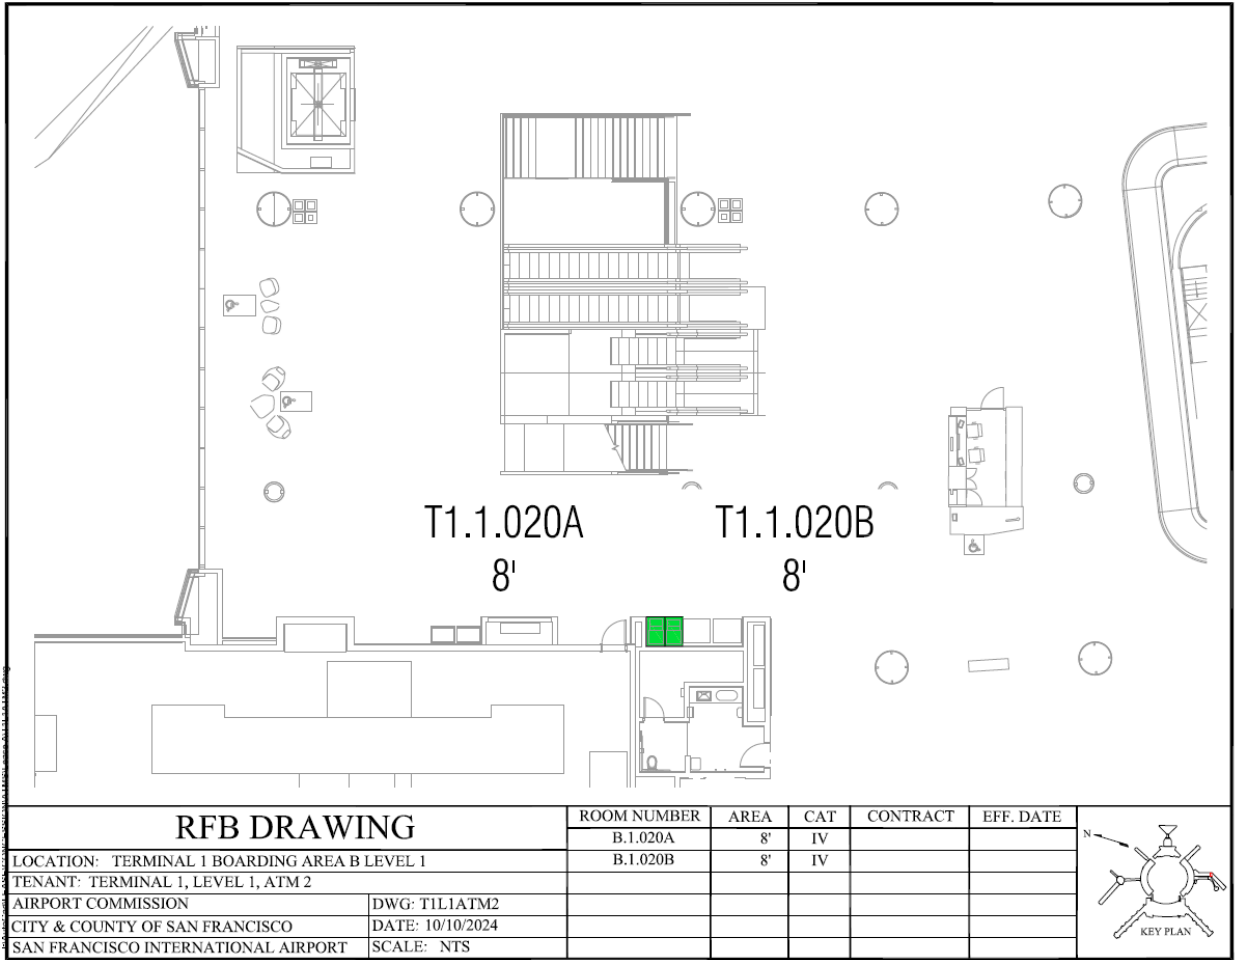 T1.1.020A
8'
T1.1.020B
8'
RFB DRAWING
LOCATION: TERMINAL 1 BOARDING AREA B LEVEL 1
TENANT: TERMINAL 1, LEVEL 1, ATM 2
AIRPORT COMMISSION
DWG: T1L1ATM2
CITY & COUNTY OF SAN FRANCISCO
DATE: 10/10/2024
SAN FRANCISCO INTERNATIONAL AIRPORT
SCALE: NTS
ROOM NUMBER AREA CAT CONTRACT EFF. DATE
B.1.020A 8' IV
B.1.020B 8' IV
N
KEY PLAN